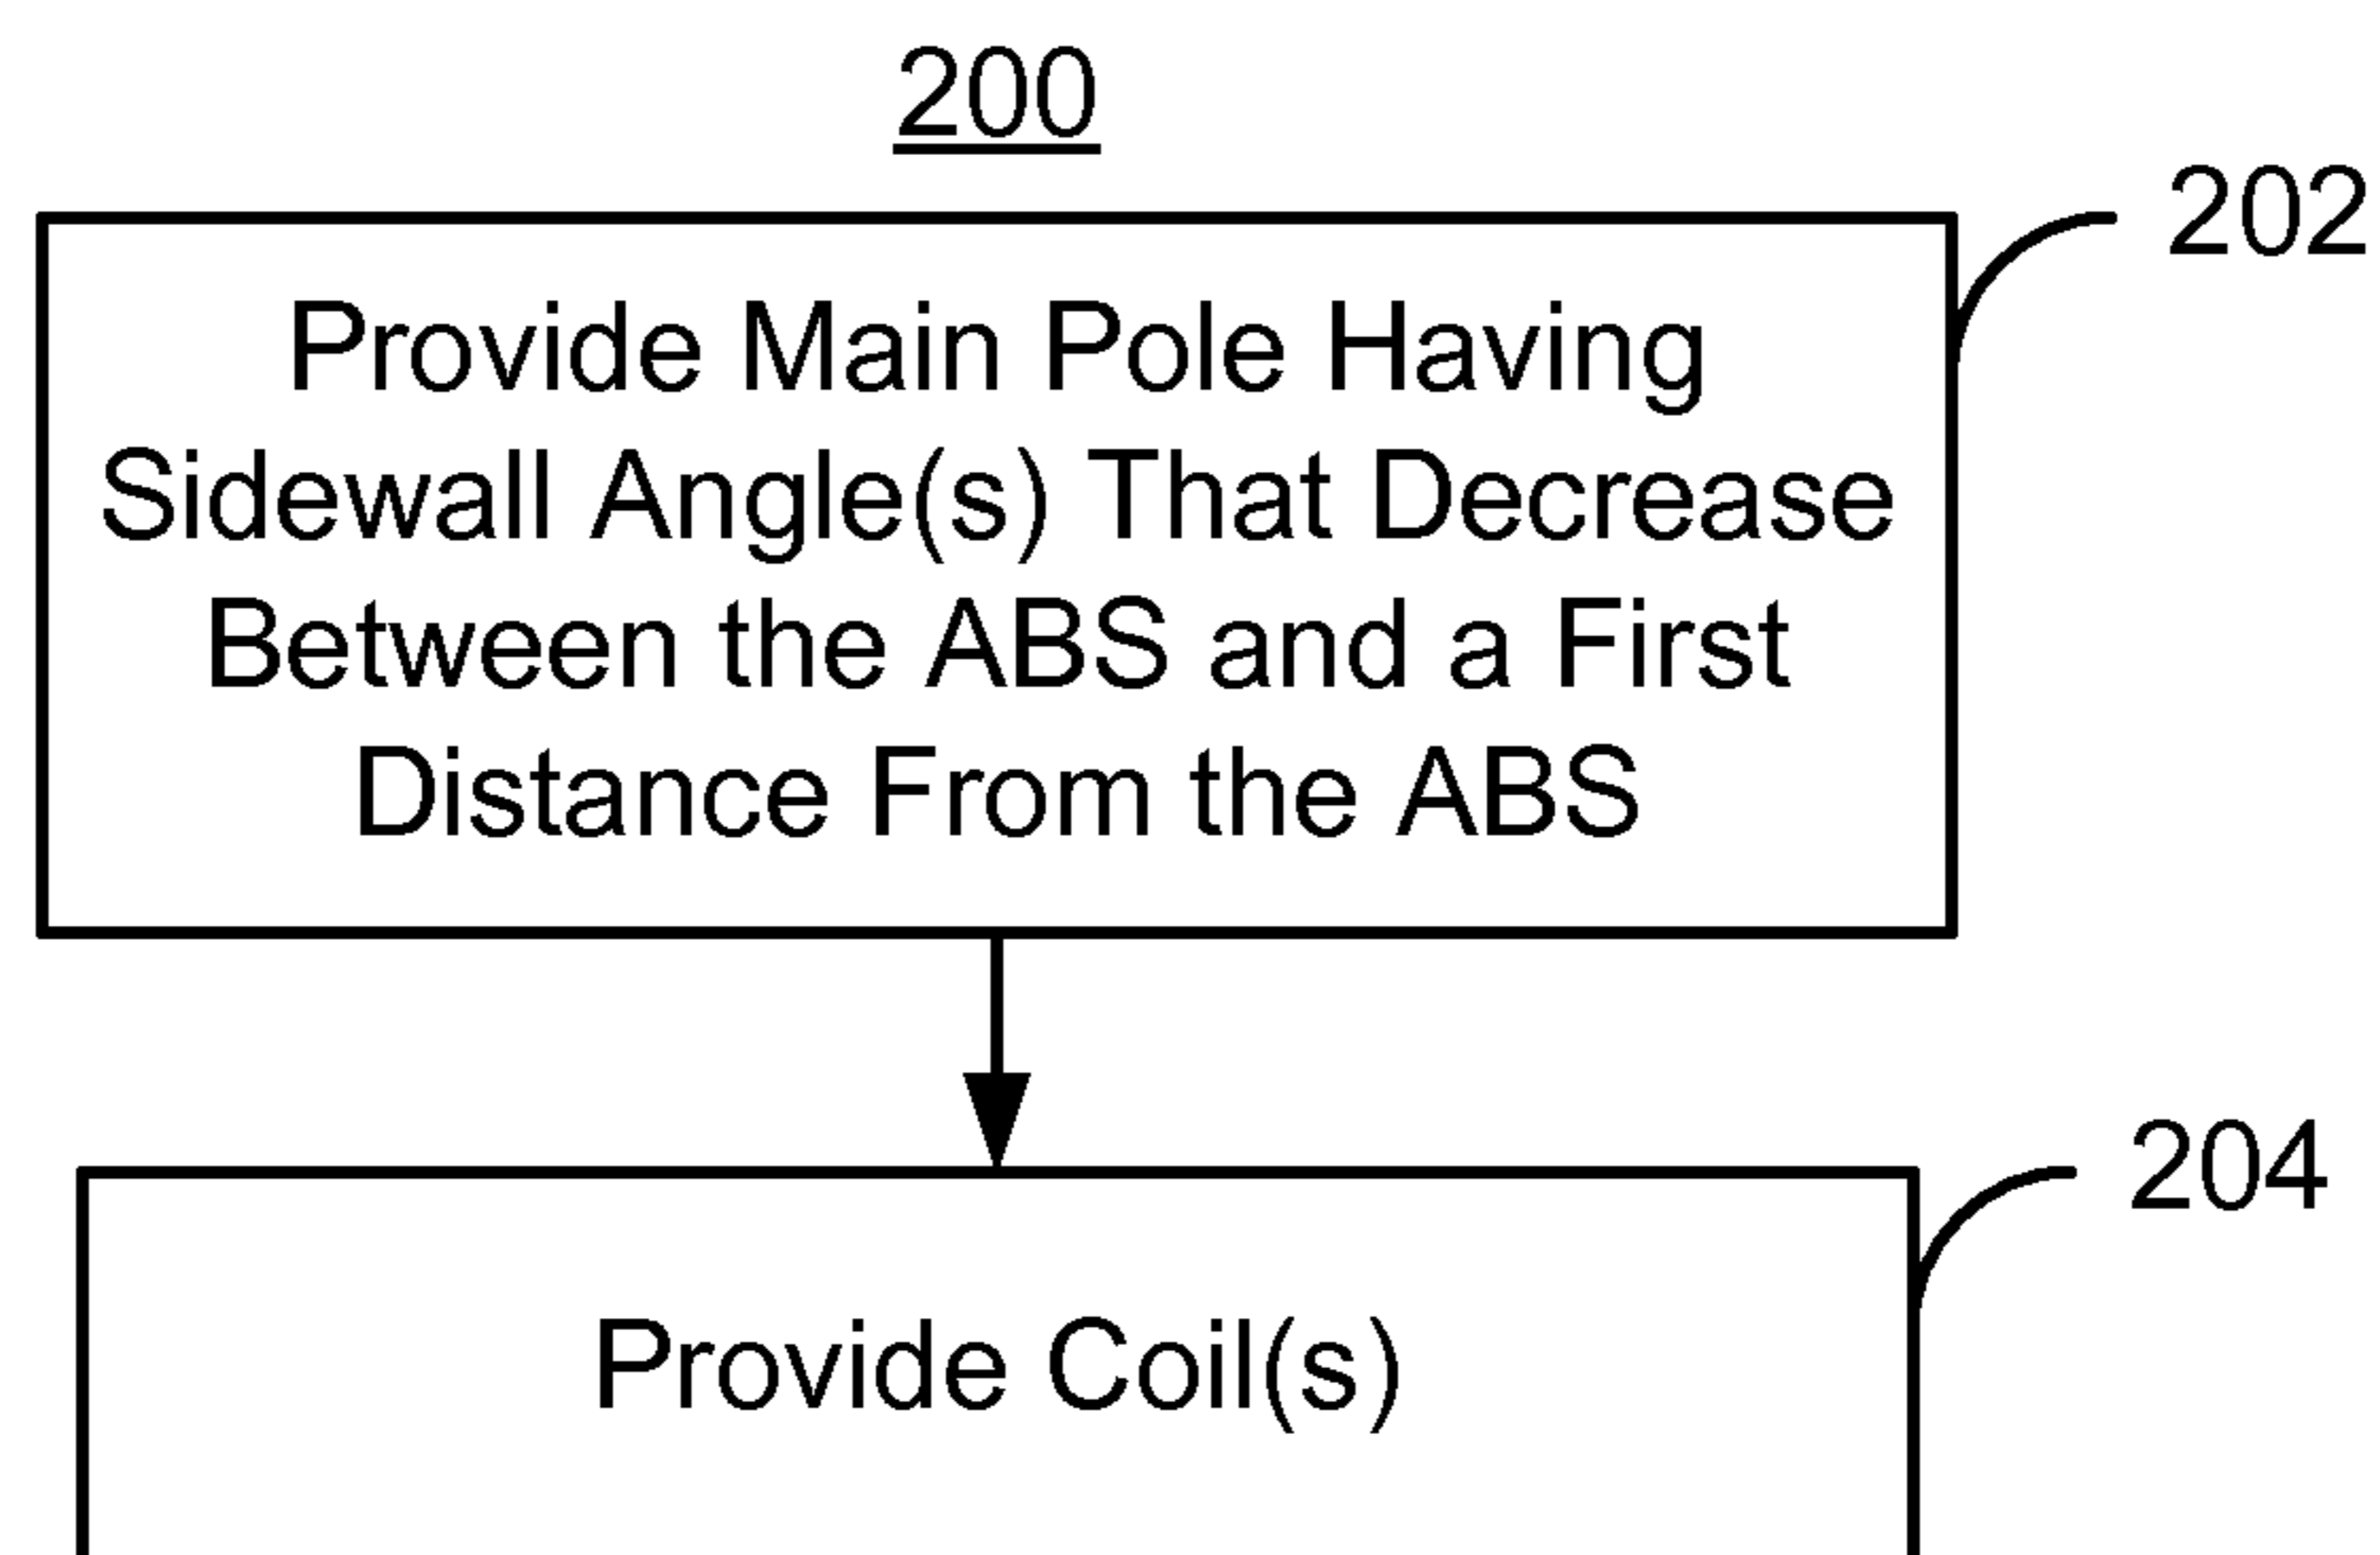 200
202
Provide Main Pole Having
Sidewall Angle(s) That Decrease
Between the ABS and a First
Distance From the ABS
204
Provide Coil(s)